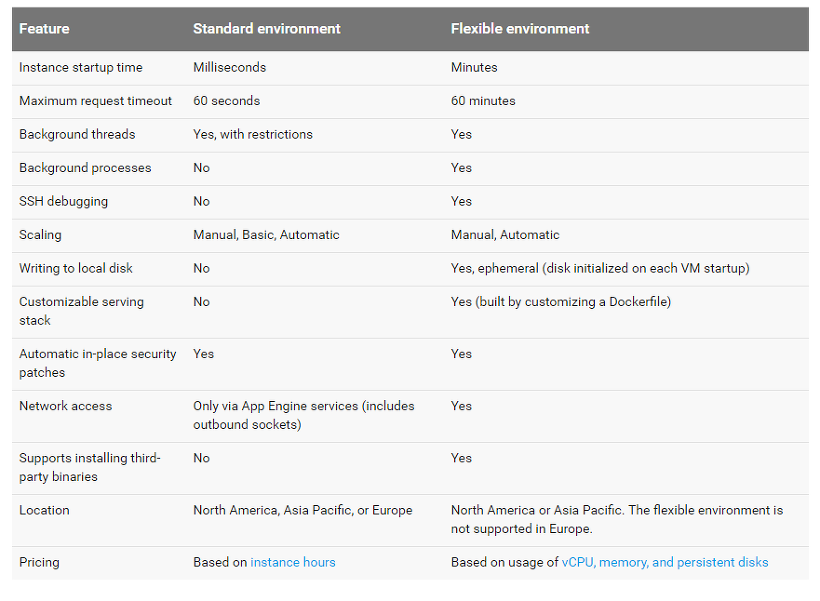 Feature Standard environment Flexible environment
Instance startup time Milliseconds Minutes
Maximum request timeout 60 seconds 60 minutes
Background threads Yes, with restrictions Yes
Background processes No Yes
SSH debugging No Yes
Scaling Manual, Basic, Automatic Manual, Automatic
Writing to local disk No Yes, ephemeral (disk initialized on each VM startup)
Customizable serving No Yes (built by customizing a Dockerfile)
stack
Automatic in-place security Yes Yes
patches
Network access Only via App Engine services (includes Yes
outbound sockets)
Supports installing third- No Yes
party binaries
Location North America, Asia Pacific, or Europe North America or Asia Pacific. The flexible environment is
not supported in Europe.
Pricing Based on instance hours Based on usage of vCPU, memory, and persistent disks